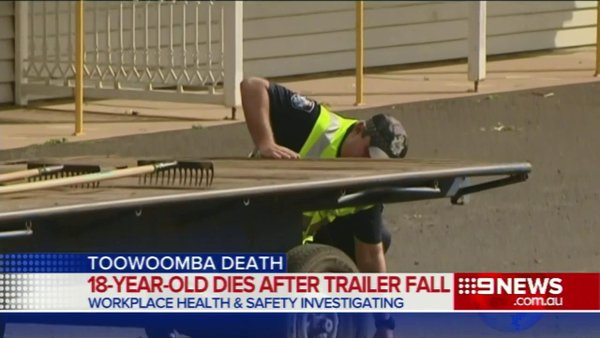 TOOWOOMBA DEATH
18-YEAR-OLD DIES AFTER TRAILER FALL
WORKPLACE HEALTH & SAFETY INVESTIGATING
9NEWS
.com.au